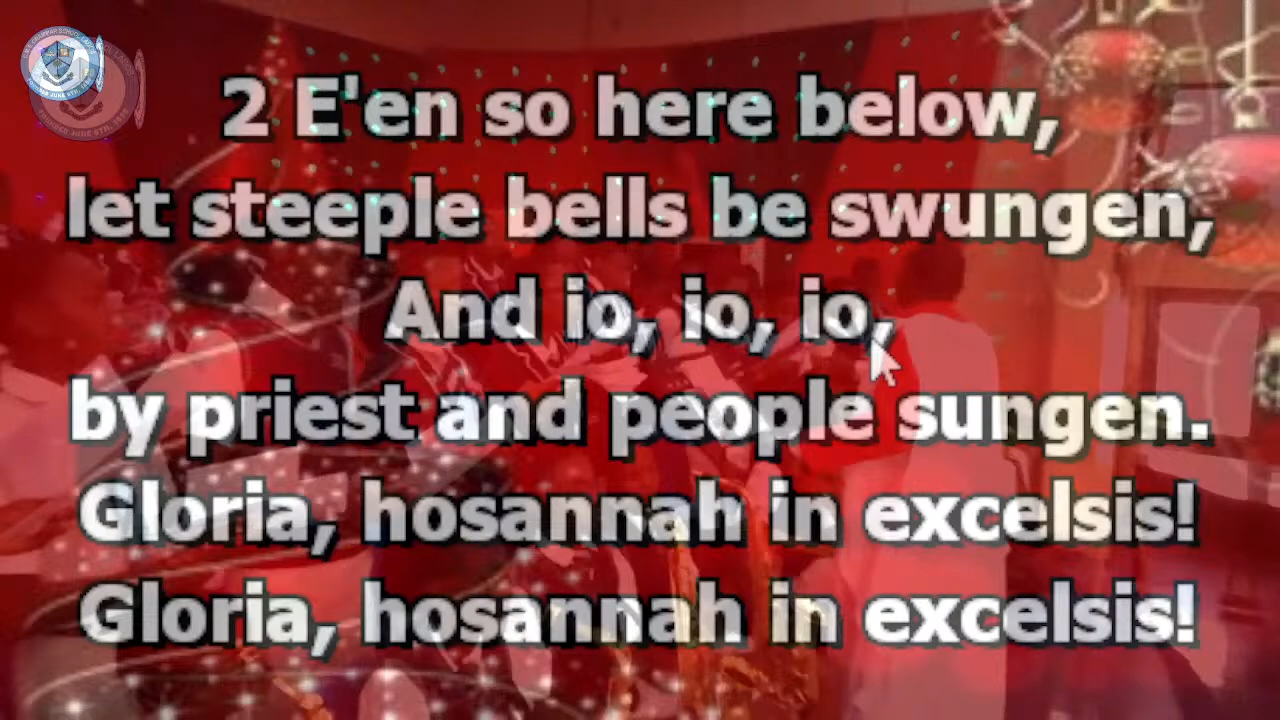 2 E'en so here below,
let steeple bells be swungen,
And io, io, io,
by priest and people sungen.
Gloria, hosannah in excelsis!
Gloria, hosannah in excelsis!